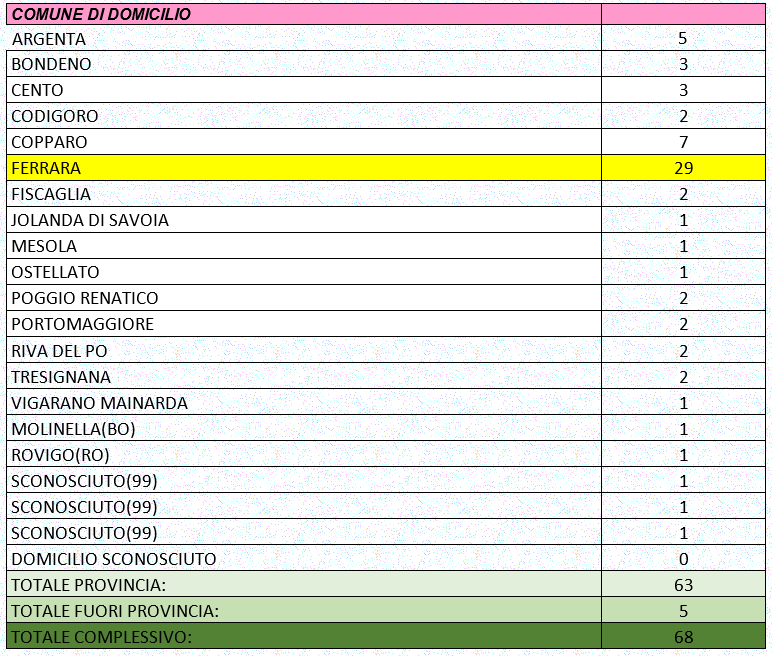 COMUNE DI DOMICILIO
ARGENTA 5
BONDENO 3
CENTO 3
CODIGORO 2
COPPARO 7
FERRARA 29
FISCAGLIA 2
JOLANDA DI SAVOIA 1
MESOLA 1
OSTELLATO 1
POGGIO RENATICO 2
PORTOMAGGIORE 2
RIVA DEL PO 2
TRESIGNANA 2
VIGARANO MAINARDA 1
MOLINELLA(BO) 1
ROVIGO(RO) 1
SCONOSCIUTO(99) 1
SCONOSCIUTO(99) 1
SCONOSCIUTO(99) 1
DOMICILIO SCONOSCIUTO 0
TOTALE PROVINCIA: 63
TOTALE FUORI PROVINCIA: 5
TOTALE COMPLESSIVO: 68